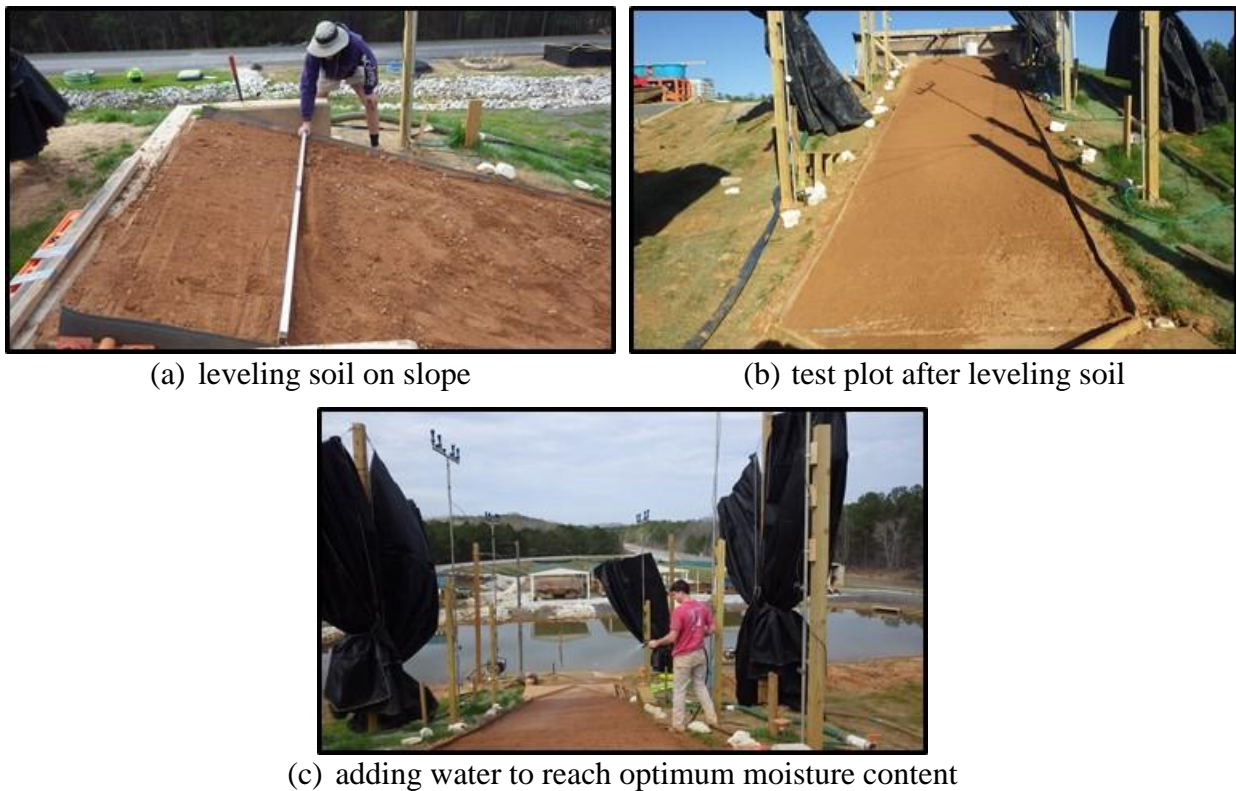 (a) leveling soil on slope
(b) test plot after leveling soil
(c) adding water to reach optimum moisture content